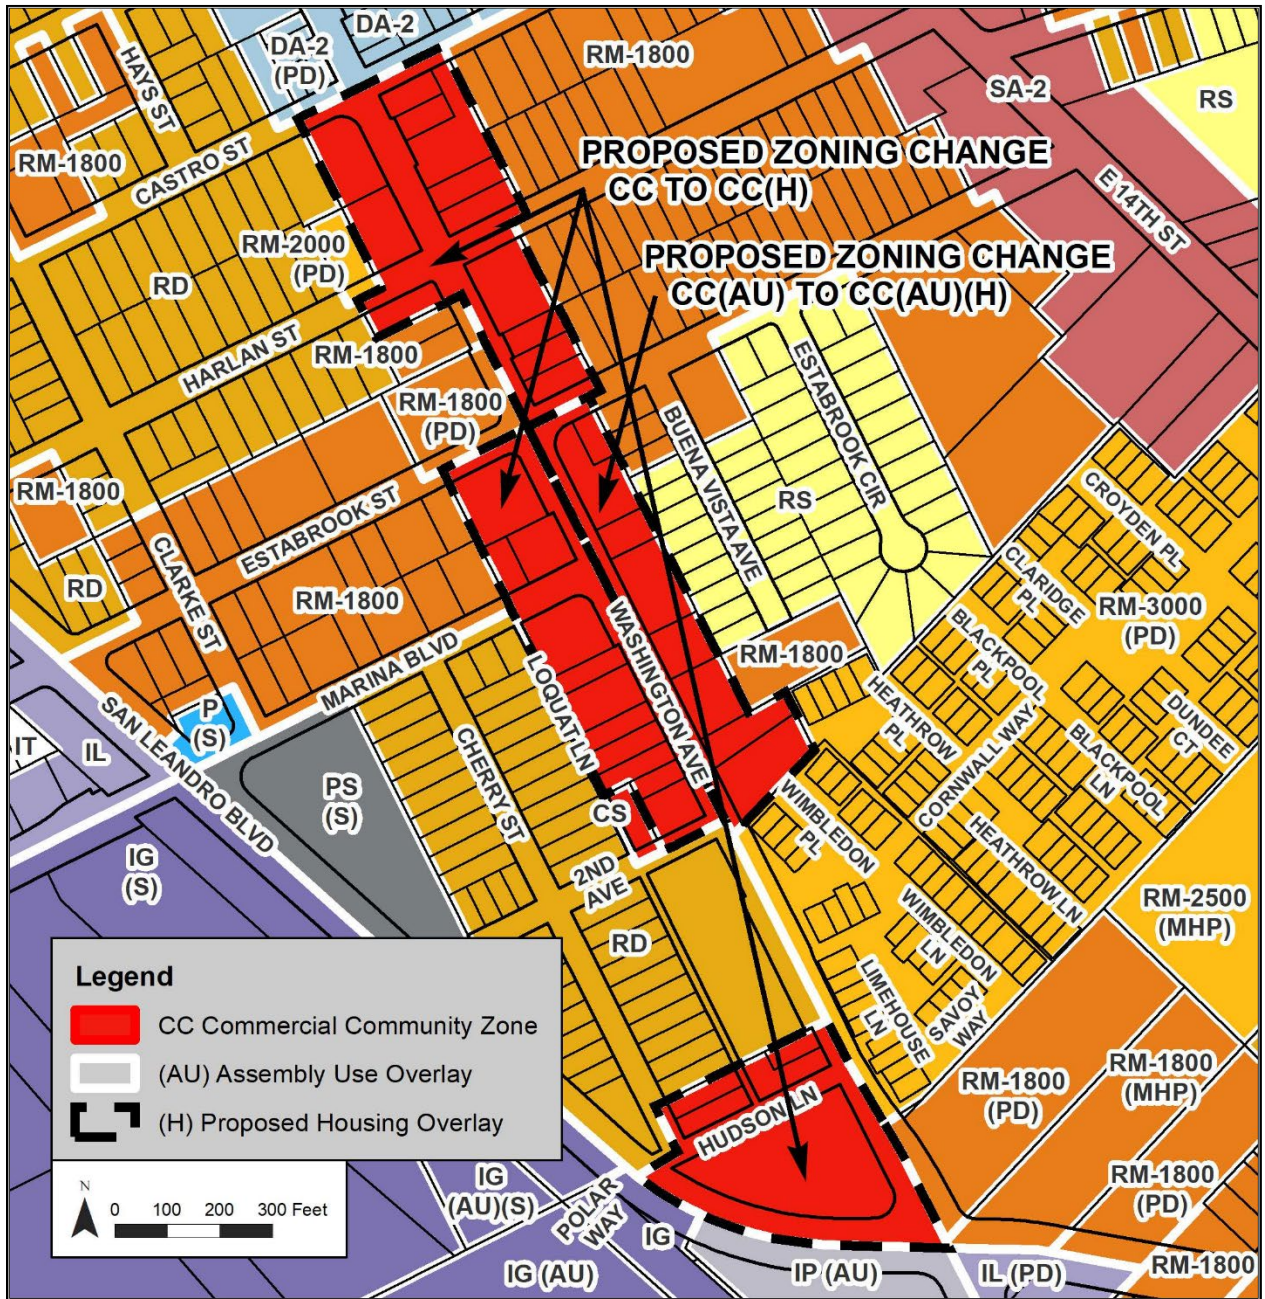 DA-2
DA-2
(PD)
RM-1800
SA-2
RS
HAYS ST
RM-1800
CASTRO ST
PROPOSED ZONING CHANGE
CC TO CC(H)
E 14TH ST
RM-2000
(PD)
RD
PROPOSED ZONING CHANGE
CC(AU) TO CC(AU)(H)
HARLAN ST
RM-1800
ESTABROOK CIR
RM-1800
(PD)
BUENA VISTA AVE
RM-1800
ESTABROOK ST
RS
CROYDEN PL
CLARKE ST
RD
RM-1800
CLARIDGE
PL
RM-3000
(PD)
WASHINGTON AVE
BLACKPOOL
PL
MARINA BLVD
LOQUAT LN
RM-1800
HEATHROW
PL
P
(S)
SAN LEANDRO BLVD
IT
IL
CHERRY ST
CORNWALL WAY
DUNDEE
CT
BLACKPOOL
LN
PS
(S)
CS
WIMBLEDON
PL
HEATHROW LN
IG
(S)
2ND
AVE
RM-2500
(MHP)
WIMBLEDON
LN
RD
LIMEHOUSE
LN
SAVOY
WAY
Legend
CC Commercial Community Zone
(AU) Assembly Use Overlay
(H) Proposed Housing Overlay
RM-1800
(PD)
RM-1800
(MHP)
HUDSON LN
RM-1800
(PD)
N
0 100 200 300 Feet
IG
(AU)(S)
POLAR
WAY
IG
IG (AU)
IP (AU)
IL (PD)
RM-1800